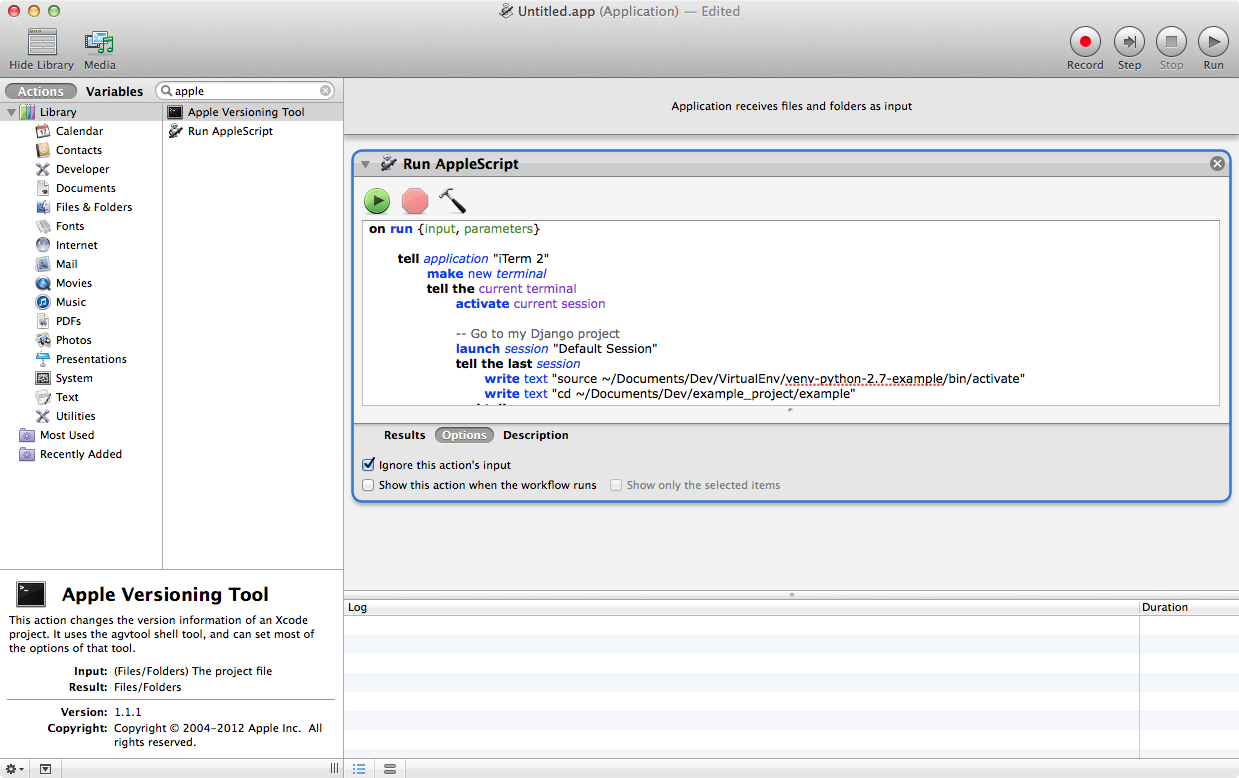 Untitled.app (Application) — Edited
Hide Library
Media
Record
Step
Stop
Run
Actions
Variables
apple
Library
Calendar
Contacts
Developer
Documents
Files & Folders
Fonts
Internet
Mail
Movies
Music
PDFs
Photos
Presentations
System
Text
Utilities
Most Used
Recently Added
Apple Versioning Tool
Run AppleScript
Application receives files and folders as input
Run AppleScript
on run {input, parameters}
tell application "iTerm 2"
make new terminal
tell the current terminal
activate current session
-- Go to my Django project
launch session "Default Session"
tell the last session
write text "source ~/Documents/Dev/VirtualEnv/venv-python-2.7-example/bin/activate"
write text "cd ~/Documents/Dev/example_project/example"
Results
Options
Description
Ignore this action's input
Show this action when the workflow runs
Show only the selected items
Log
Duration
Apple Versioning Tool
This action changes the version information of an Xcode
project. It uses the agvtool shell tool, and can set most of
the options of that tool.
Input: (Files/Folders) The project file
Result: Files/Folders
Version: 1.1.1
Copyright: Copyright © 2004–2012 Apple Inc. All
rights reserved.